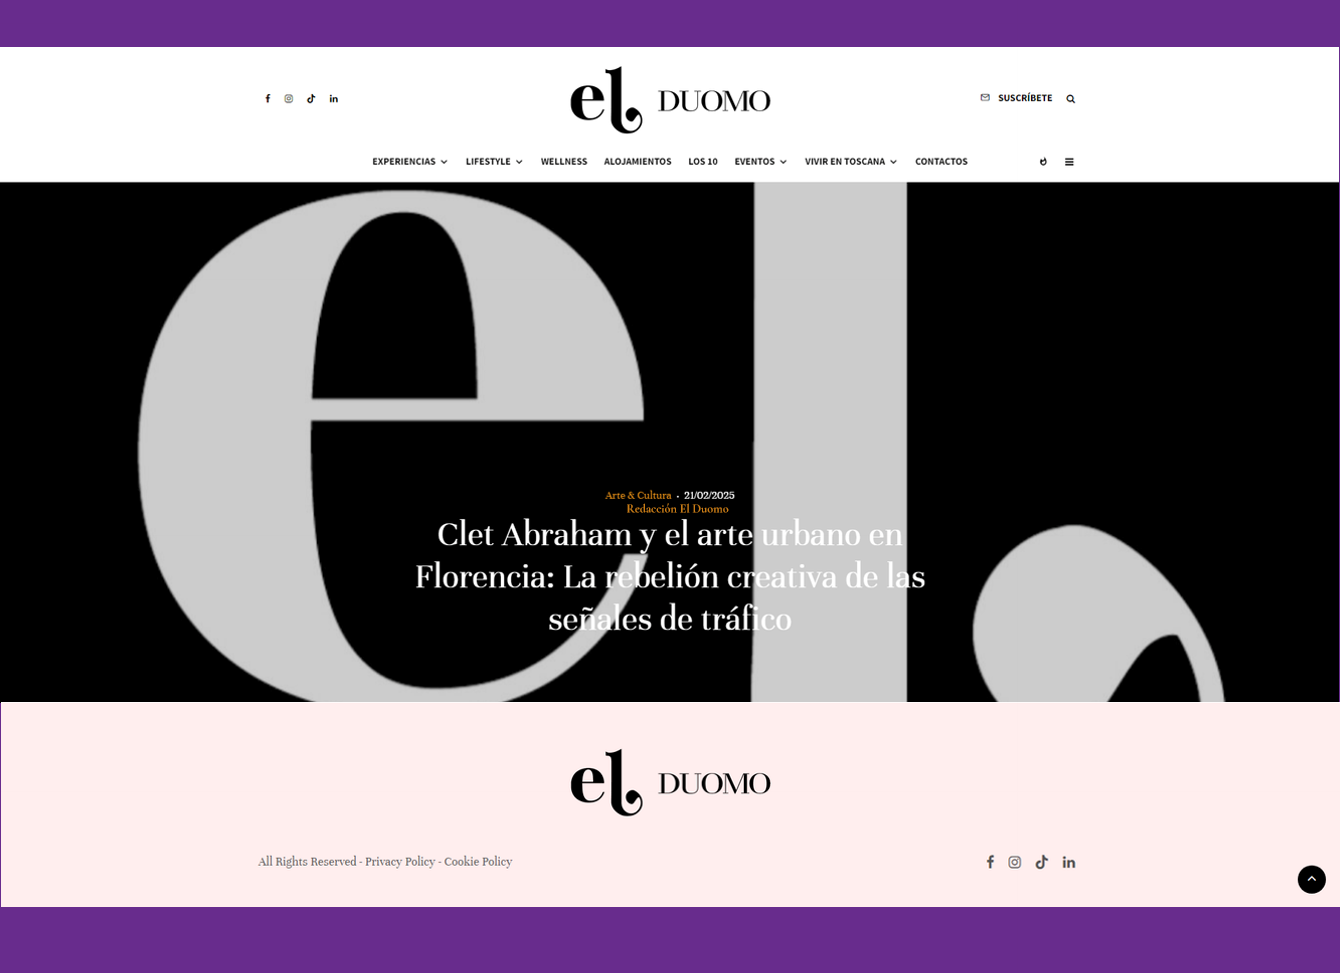 el DUOMO
SUSCRÍBETE
EXPERIENCIAS LIFESTYLE WELLNESS ALOJAMIENTOS LOS 10 EVENTOS VIVIR EN TOSCANA CONTACTOS
el
Arte & Cultura · 21/02/2025
Redacción El Duomo
Clet Abraham y el arte urbano en
Florencia: La rebelión creativa de las
señales de tráfico
el DUOMO
All Rights Reserved - Privacy Policy - Cookie Policy